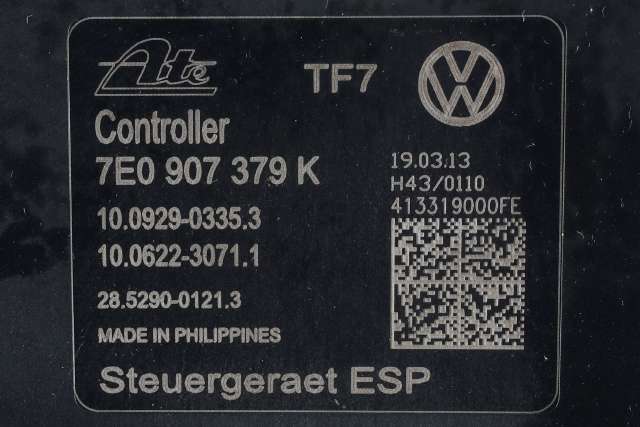 Ate TF7 VW
Controller
7E0 907 379 K
10.0929-0335.3
10.0622-3071.1
28.5290-0121.3
MADE IN PHILIPPINES
19.03.13
H43/0110
413319000FE
Steuergeraet ESP